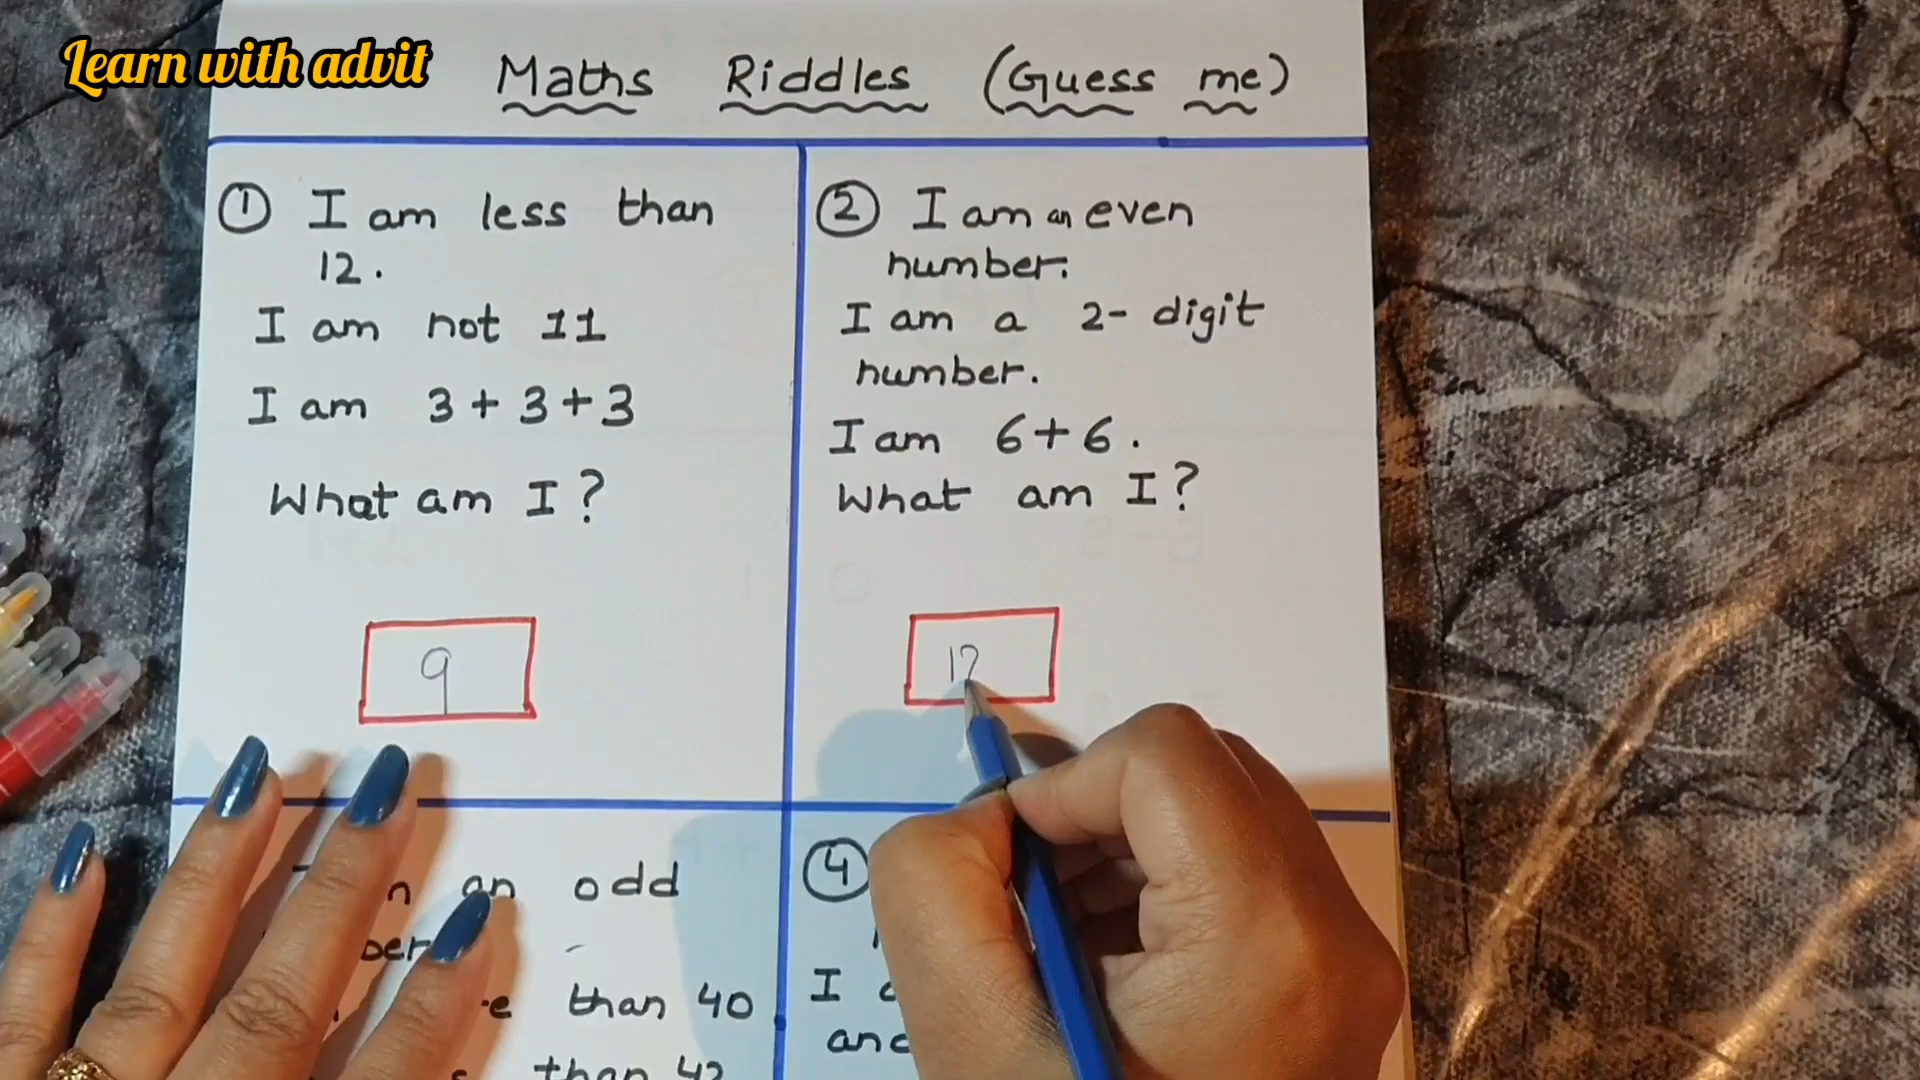 Learn with advit
Maths Riddles (Guess me)
① I am less than
12.
I am not 11
I am 3+3+3
What am I?
9
② I am an even
number.
I am a 2- digit
number.
I am 6+6.
What am I?
12
an odd
than 40
than 42
④
I